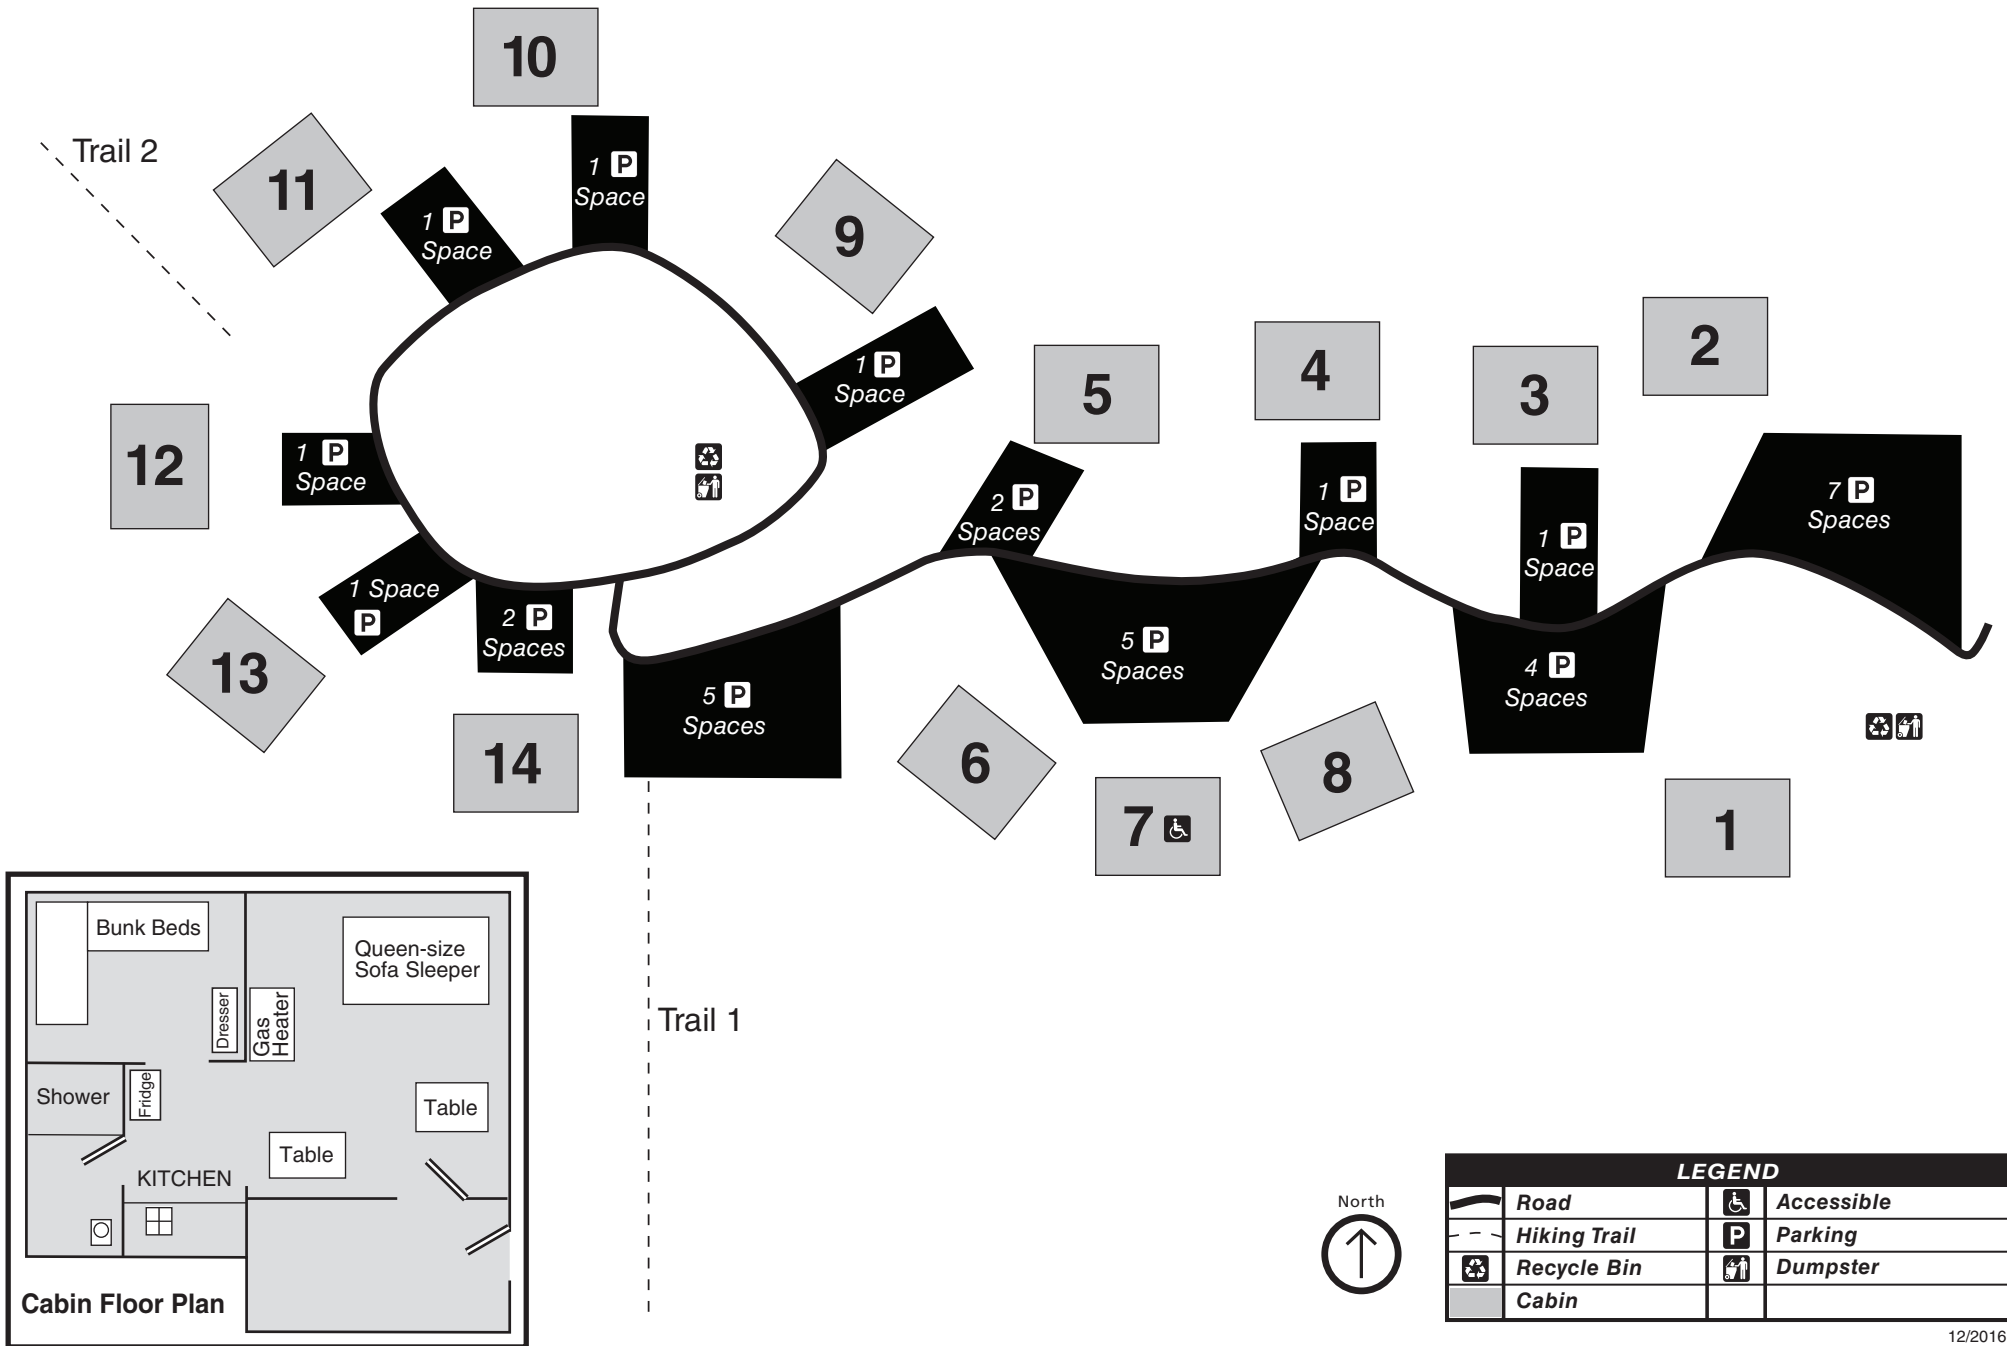 10
Trail 2
11
1 P
Space
1 P
Space
9
1 P
Space
5
4
3
2
12
1 P
Space
2 P
Spaces
1 P
Space
1 P
Space
7 P
Spaces
1 Space
P
2 P
Spaces
13
14
5 P
Spaces
5 P
Spaces
4 P
Spaces
6
7
8
1
Trail 1
Bunk Beds
Queen-size
Sofa Sleeper
Dresser
Gas
Heater
Shower
Fridge
Table
Table
KITCHEN
Cabin Floor Plan
North
LEGEND
Road
Accessible
Hiking Trail
P
Parking
Recycle Bin
Dumpster
Cabin
12/2016